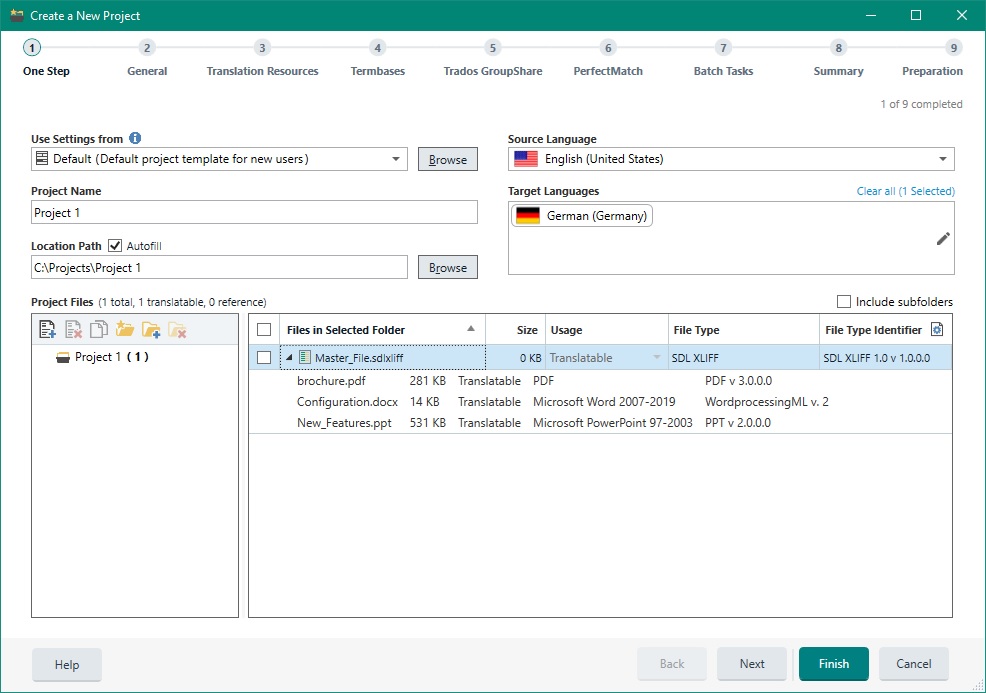 Create a New Project
1 2 3 4 5 6 7 8 9
One Step General Translation Resources Termbases Trados GroupShare PerfectMatch Batch Tasks Summary Preparation
1 of 9 completed
Use Settings from
Source Language
Default (Default project template for new users) Browse
English (United States)
Project Name
Target Languages Clear all (1 Selected)
Project 1
German (Germany)
Location Path Autofill
C:\Projects\Project 1 Browse
Project Files (1 total, 1 translatable, 0 reference)
Include subfolders
Project 1 (1)
Files in Selected Folder Size Usage File Type File Type Identifier
Master_File.sdlxliff 0 KB Translatable SDL XLIFF SDL XLIFF 1.0 v 1.0.0.0
brochure.pdf 281 KB Translatable PDF PDF v 3.0.0.0
Configuration.docx 14 KB Translatable Microsoft Word 2007-2019 WordprocessingML v. 2
New_Features.ppt 531 KB Translatable Microsoft PowerPoint 97-2003 PPT v 2.0.0.0
Help Back Next Finish Cancel